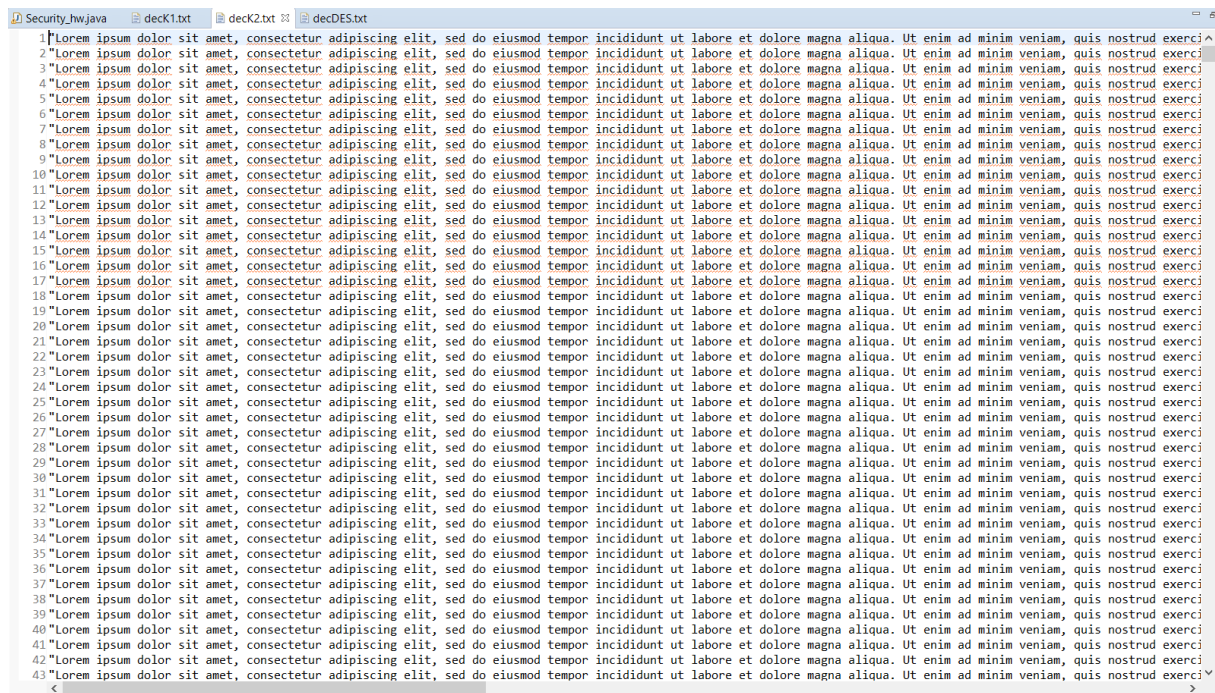 Security_hw.java decK1.txt decK2.txt decDES.txt
1 "Lorem ipsum dolor sit amet, consectetur adipiscing elit, sed do eiusmod tempor incididunt ut labore et dolore magna aliqua. Ut enim ad minim veniam, quis nostrud exerci
2 "Lorem ipsum dolor sit amet, consectetur adipiscing elit, sed do eiusmod tempor incididunt ut labore et dolore magna aliqua. Ut enim ad minim veniam, quis nostrud exerci
3 "Lorem ipsum dolor sit amet, consectetur adipiscing elit, sed do eiusmod tempor incididunt ut labore et dolore magna aliqua. Ut enim ad minim veniam, quis nostrud exerci
4 "Lorem ipsum dolor sit amet, consectetur adipiscing elit, sed do eiusmod tempor incididunt ut labore et dolore magna aliqua. Ut enim ad minim veniam, quis nostrud exerci
5 "Lorem ipsum dolor sit amet, consectetur adipiscing elit, sed do eiusmod tempor incididunt ut labore et dolore magna aliqua. Ut enim ad minim veniam, quis nostrud exerci
6 "Lorem ipsum dolor sit amet, consectetur adipiscing elit, sed do eiusmod tempor incididunt ut labore et dolore magna aliqua. Ut enim ad minim veniam, quis nostrud exerci
7 "Lorem ipsum dolor sit amet, consectetur adipiscing elit, sed do eiusmod tempor incididunt ut labore et dolore magna aliqua. Ut enim ad minim veniam, quis nostrud exerci
8 "Lorem ipsum dolor sit amet, consectetur adipiscing elit, sed do eiusmod tempor incididunt ut labore et dolore magna aliqua. Ut enim ad minim veniam, quis nostrud exerci
9 "Lorem ipsum dolor sit amet, consectetur adipiscing elit, sed do eiusmod tempor incididunt ut labore et dolore magna aliqua. Ut enim ad minim veniam, quis nostrud exerci
10 "Lorem ipsum dolor sit amet, consectetur adipiscing elit, sed do eiusmod tempor incididunt ut labore et dolore magna aliqua. Ut enim ad minim veniam, quis nostrud exerci
11 "Lorem ipsum dolor sit amet, consectetur adipiscing elit, sed do eiusmod tempor incididunt ut labore et dolore magna aliqua. Ut enim ad minim veniam, quis nostrud exerci
12 "Lorem ipsum dolor sit amet, consectetur adipiscing elit, sed do eiusmod tempor incididunt ut labore et dolore magna aliqua. Ut enim ad minim veniam, quis nostrud exerci
13 "Lorem ipsum dolor sit amet, consectetur adipiscing elit, sed do eiusmod tempor incididunt ut labore et dolore magna aliqua. Ut enim ad minim veniam, quis nostrud exerci
14 "Lorem ipsum dolor sit amet, consectetur adipiscing elit, sed do eiusmod tempor incididunt ut labore et dolore magna aliqua. Ut enim ad minim veniam, quis nostrud exerci
15 "Lorem ipsum dolor sit amet, consectetur adipiscing elit, sed do eiusmod tempor incididunt ut labore et dolore magna aliqua. Ut enim ad minim veniam, quis nostrud exerci
16 "Lorem ipsum dolor sit amet, consectetur adipiscing elit, sed do eiusmod tempor incididunt ut labore et dolore magna aliqua. Ut enim ad minim veniam, quis nostrud exerci
17 "Lorem ipsum dolor sit amet, consectetur adipiscing elit, sed do eiusmod tempor incididunt ut labore et dolore magna aliqua. Ut enim ad minim veniam, quis nostrud exerci
18 "Lorem ipsum dolor sit amet, consectetur adipiscing elit, sed do eiusmod tempor incididunt ut labore et dolore magna aliqua. Ut enim ad minim veniam, quis nostrud exerci
19 "Lorem ipsum dolor sit amet, consectetur adipiscing elit, sed do eiusmod tempor incididunt ut labore et dolore magna aliqua. Ut enim ad minim veniam, quis nostrud exerci
20 "Lorem ipsum dolor sit amet, consectetur adipiscing elit, sed do eiusmod tempor incididunt ut labore et dolore magna aliqua. Ut enim ad minim veniam, quis nostrud exerci
21 "Lorem ipsum dolor sit amet, consectetur adipiscing elit, sed do eiusmod tempor incididunt ut labore et dolore magna aliqua. Ut enim ad minim veniam, quis nostrud exerci
22 "Lorem ipsum dolor sit amet, consectetur adipiscing elit, sed do eiusmod tempor incididunt ut labore et dolore magna aliqua. Ut enim ad minim veniam, quis nostrud exerci
23 "Lorem ipsum dolor sit amet, consectetur adipiscing elit, sed do eiusmod tempor incididunt ut labore et dolore magna aliqua. Ut enim ad minim veniam, quis nostrud exerci
24 "Lorem ipsum dolor sit amet, consectetur adipiscing elit, sed do eiusmod tempor incididunt ut labore et dolore magna aliqua. Ut enim ad minim veniam, quis nostrud exerci
25 "Lorem ipsum dolor sit amet, consectetur adipiscing elit, sed do eiusmod tempor incididunt ut labore et dolore magna aliqua. Ut enim ad minim veniam, quis nostrud exerci
26 "Lorem ipsum dolor sit amet, consectetur adipiscing elit, sed do eiusmod tempor incididunt ut labore et dolore magna aliqua. Ut enim ad minim veniam, quis nostrud exerci
27 "Lorem ipsum dolor sit amet, consectetur adipiscing elit, sed do eiusmod tempor incididunt ut labore et dolore magna aliqua. Ut enim ad minim veniam, quis nostrud exerci
28 "Lorem ipsum dolor sit amet, consectetur adipiscing elit, sed do eiusmod tempor incididunt ut labore et dolore magna aliqua. Ut enim ad minim veniam, quis nostrud exerci
29 "Lorem ipsum dolor sit amet, consectetur adipiscing elit, sed do eiusmod tempor incididunt ut labore et dolore magna aliqua. Ut enim ad minim veniam, quis nostrud exerci
30 "Lorem ipsum dolor sit amet, consectetur adipiscing elit, sed do eiusmod tempor incididunt ut labore et dolore magna aliqua. Ut enim ad minim veniam, quis nostrud exerci
31 "Lorem ipsum dolor sit amet, consectetur adipiscing elit, sed do eiusmod tempor incididunt ut labore et dolore magna aliqua. Ut enim ad minim veniam, quis nostrud exerci
32 "Lorem ipsum dolor sit amet, consectetur adipiscing elit, sed do eiusmod tempor incididunt ut labore et dolore magna aliqua. Ut enim ad minim veniam, quis nostrud exerci
33 "Lorem ipsum dolor sit amet, consectetur adipiscing elit, sed do eiusmod tempor incididunt ut labore et dolore magna aliqua. Ut enim ad minim veniam, quis nostrud exerci
34 "Lorem ipsum dolor sit amet, consectetur adipiscing elit, sed do eiusmod tempor incididunt ut labore et dolore magna aliqua. Ut enim ad minim veniam, quis nostrud exerci
35 "Lorem ipsum dolor sit amet, consectetur adipiscing elit, sed do eiusmod tempor incididunt ut labore et dolore magna aliqua. Ut enim ad minim veniam, quis nostrud exerci
36 "Lorem ipsum dolor sit amet, consectetur adipiscing elit, sed do eiusmod tempor incididunt ut labore et dolore magna aliqua. Ut enim ad minim veniam, quis nostrud exerci
37 "Lorem ipsum dolor sit amet, consectetur adipiscing elit, sed do eiusmod tempor incididunt ut labore et dolore magna aliqua. Ut enim ad minim veniam, quis nostrud exerci
38 "Lorem ipsum dolor sit amet, consectetur adipiscing elit, sed do eiusmod tempor incididunt ut labore et dolore magna aliqua. Ut enim ad minim veniam, quis nostrud exerci
39 "Lorem ipsum dolor sit amet, consectetur adipiscing elit, sed do eiusmod tempor incididunt ut labore et dolore magna aliqua. Ut enim ad minim veniam, quis nostrud exerci
40 "Lorem ipsum dolor sit amet, consectetur adipiscing elit, sed do eiusmod tempor incididunt ut labore et dolore magna aliqua. Ut enim ad minim veniam, quis nostrud exerci
41 "Lorem ipsum dolor sit amet, consectetur adipiscing elit, sed do eiusmod tempor incididunt ut labore et dolore magna aliqua. Ut enim ad minim veniam, quis nostrud exerci
42 "Lorem ipsum dolor sit amet, consectetur adipiscing elit, sed do eiusmod tempor incididunt ut labore et dolore magna aliqua. Ut enim ad minim veniam, quis nostrud exerci
43 "Lorem ipsum dolor sit amet, consectetur adipiscing elit, sed do eiusmod tempor incididunt ut labore et dolore magna aliqua. Ut enim ad minim veniam, quis nostrud exerci